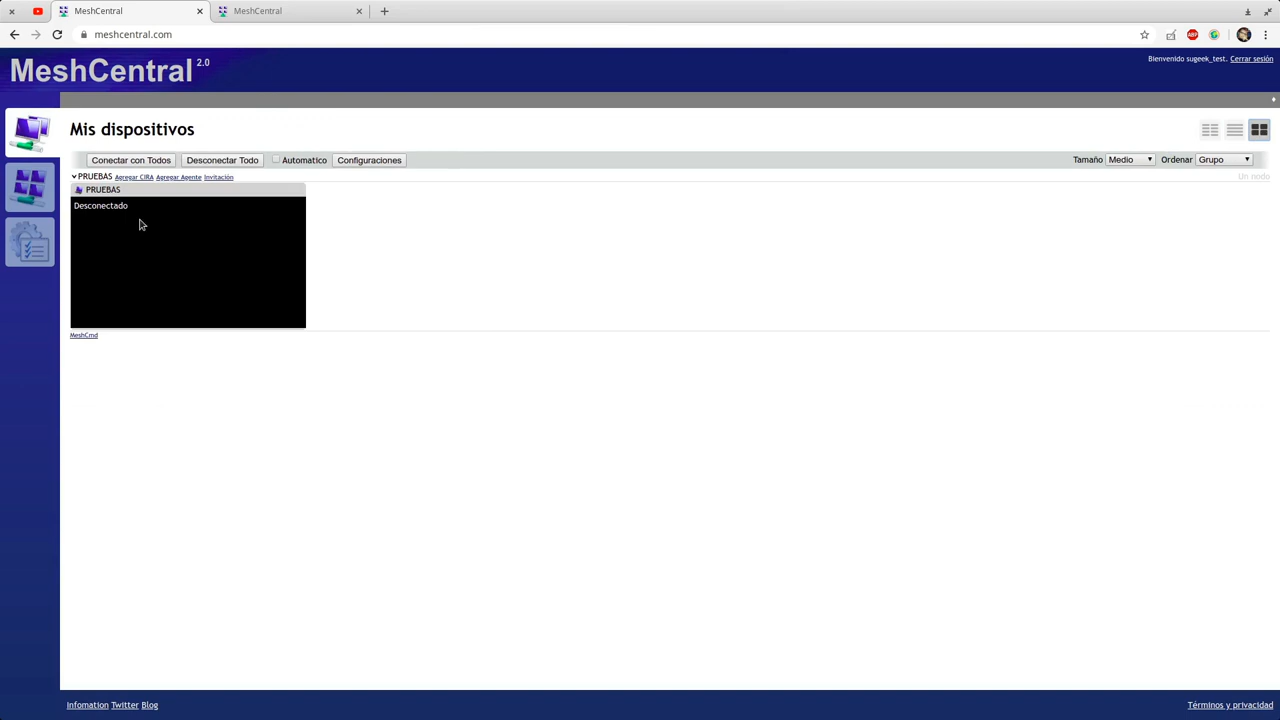 MeshCentral
MeshCentral
meshcentral.com
ABP
MeshCentral 2.0
Bienvenido sugeek_test. Cerrar sesión
Mis dispositivos
Conectar con Todos Desconectar Todo Automatico Configuraciones Tamaño Medio Ordenar Grupo
PRUEBAS Agregar CIRA Agregar Agente Invitación Un nodo
PRUEBAS
Desconectado
MeshCmd
Infomation Twitter Blog Términos y privacidad